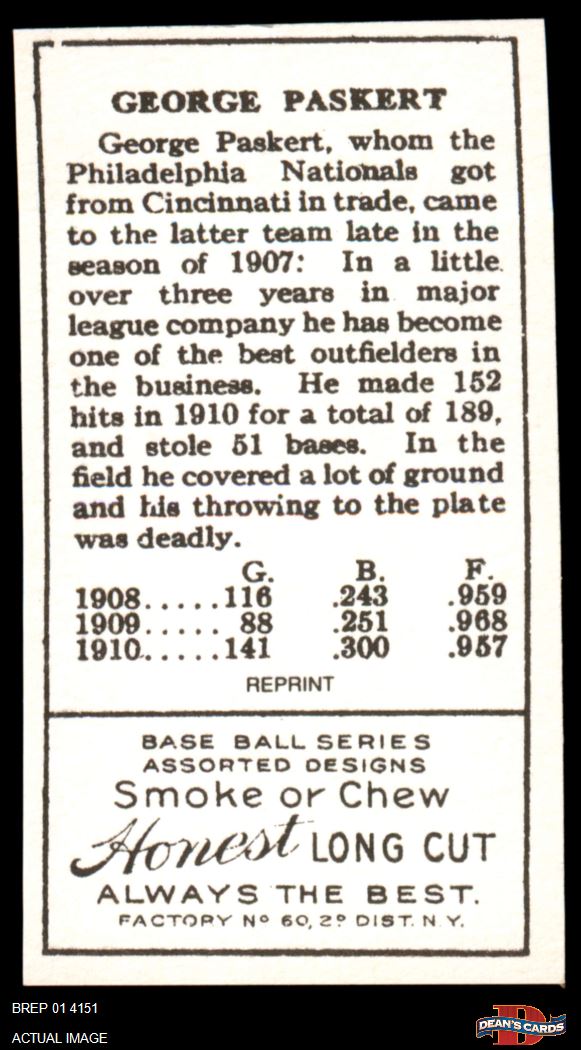 GEORGE PASKERT
George Paskert, whom the
Philadelphia Nationals got
from Cincinnati in trade, came
to the latter team late in the
season of 1907: In a little
over three years in major
league company he has become
one of the best outfielders in
the business. He made 152
hits in 1910 for a total of 189,
and stole 51 bases. In the
field he covered a lot of ground
and his throwing to the plate
was deadly.
G. B. F.
1908.....116 .243 .959
1909..... 88 .251 .968
1910.....141 .300 .957
REPRINT
BASE BALL SERIES
ASSORTED DESIGNS
Smoke or Chew
Honest LONG CUT
ALWAYS THE BEST.
FACTORY Nº 60, 2º DIST. N.Y.
BREP 01 4151
ACTUAL IMAGE
D
DEAN'S CARDS